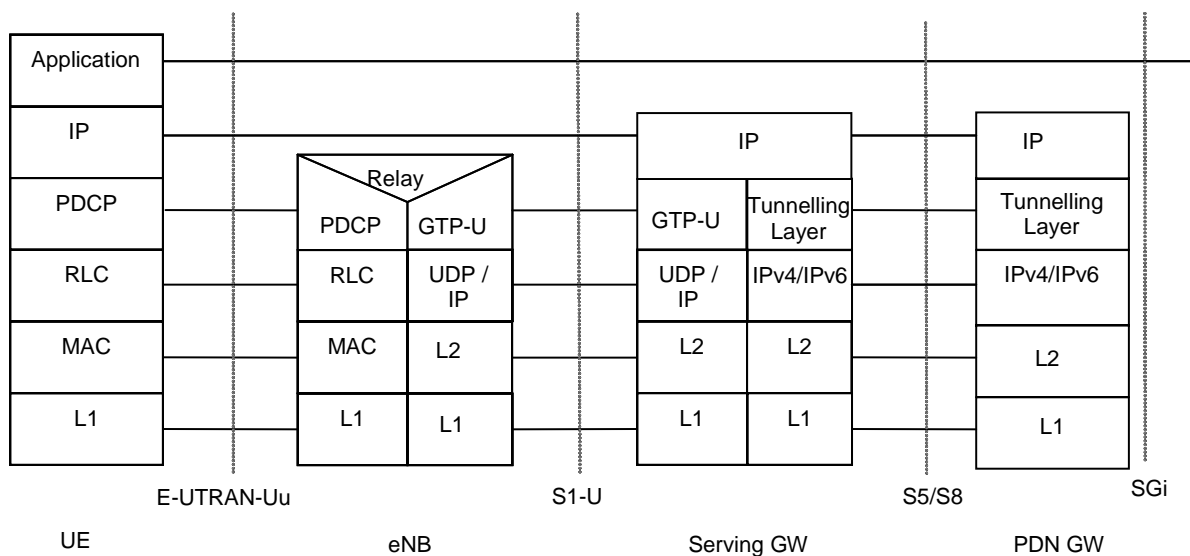 Application
IP
IP
IP
Relay
PDCP
PDCP
GTP-U
GTP-U
Tunnelling
Layer
Tunnelling
Layer
RLC
RLC
UDP /
IP
UDP /
IP
IPv4/IPv6
IPv4/IPv6
MAC
MAC
L2
L2
L2
L2
L1
L1
L1
L1
L1
L1
E-UTRAN-Uu
S1-U
S5/S8
SGi
UE
eNB
Serving GW
PDN GW